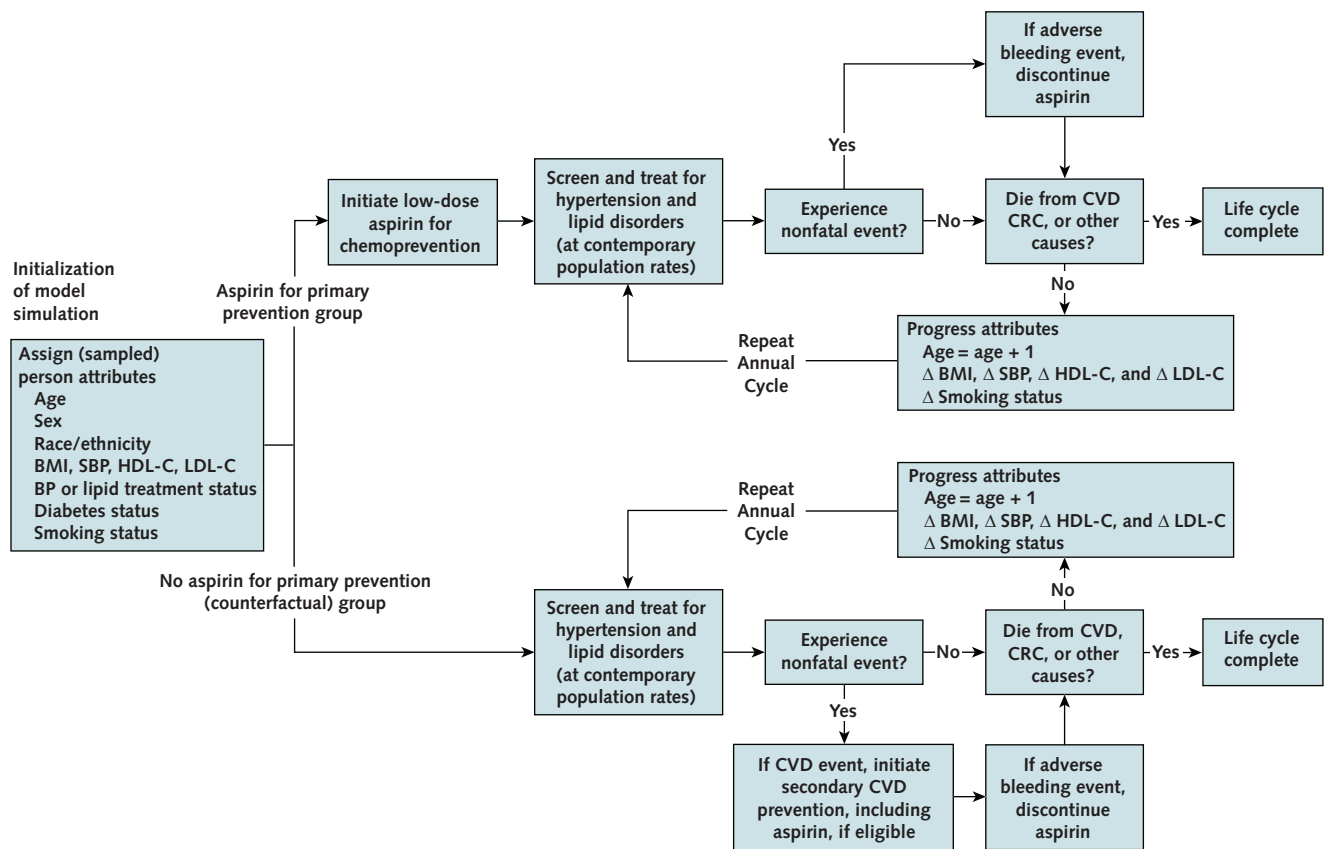 If adverse
bleeding event,
discontinue
aspirin
Yes
Initiate low-dose
aspirin for
chemoprevention
Screen and treat for
hypertension and
lipid disorders
(at contemporary
population rates)
Experience
nonfatal event?
No
Die from CVD
CRC, or other
causes?
Yes
Life cycle
complete
Initialization
of model
simulation
Aspirin for primary
prevention group
No
Repeat
Annual
Cycle
Progress attributes
Age = age + 1
Δ BMI, Δ SBP, Δ HDL-C, and Δ LDL-C
Δ Smoking status
Assign (sampled)
person attributes
Age
Sex
Race/ethnicity
BMI, SBP, HDL-C, LDL-C
BP or lipid treatment status
Diabetes status
Smoking status
Repeat
Annual
Cycle
Progress attributes
Age = age + 1
Δ BMI, Δ SBP, Δ HDL-C, and Δ LDL-C
Δ Smoking status
No aspirin for primary prevention
(counterfactual) group
No
Screen and treat for
hypertension and
lipid disorders
(at contemporary
population rates)
Experience
nonfatal event?
No
Die from CVD,
CRC, or other
causes?
Yes
Life cycle
complete
Yes
If CVD event, initiate
secondary CVD
prevention, including
aspirin, if eligible
If adverse
bleeding event,
discontinue
aspirin